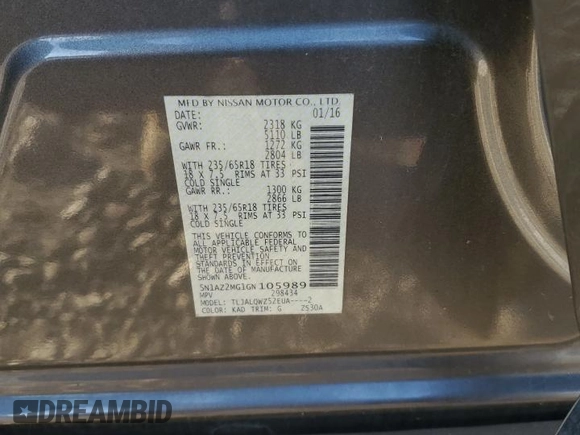 MFD BY NISSAN MOTOR CO., LTD
DATE: 01/16
GVWR: 2318 KG
5110 LB
GAWR FR.: 1272 KG
2804 LB
WITH 235/65R18 TIRES
18 X 7.5 RIMS AT 33 PSI
COLD SINGLE
GAWR RR.: 1300 KG
2866 LB
WITH 235/65R18 TIRES
18 X 7.5 RIMS AT 33 PSI
COLD SINGLE
THIS VEHICLE CONFORMS TO
ALL APPLICABLE FEDERAL
MOTOR VEHICLE SAFETY AND
THEFT PREVENTION
STANDARDS IN EFFECT ON
THE DATE OF MANUFACTURE
SHOWN ABOVE.
5N1AZ2MG1GN105989
MPV 298434
MODEL: TLJALQWZ52EUA----2
COLOR: KAD TRIM: G Z530A
DREAMBID